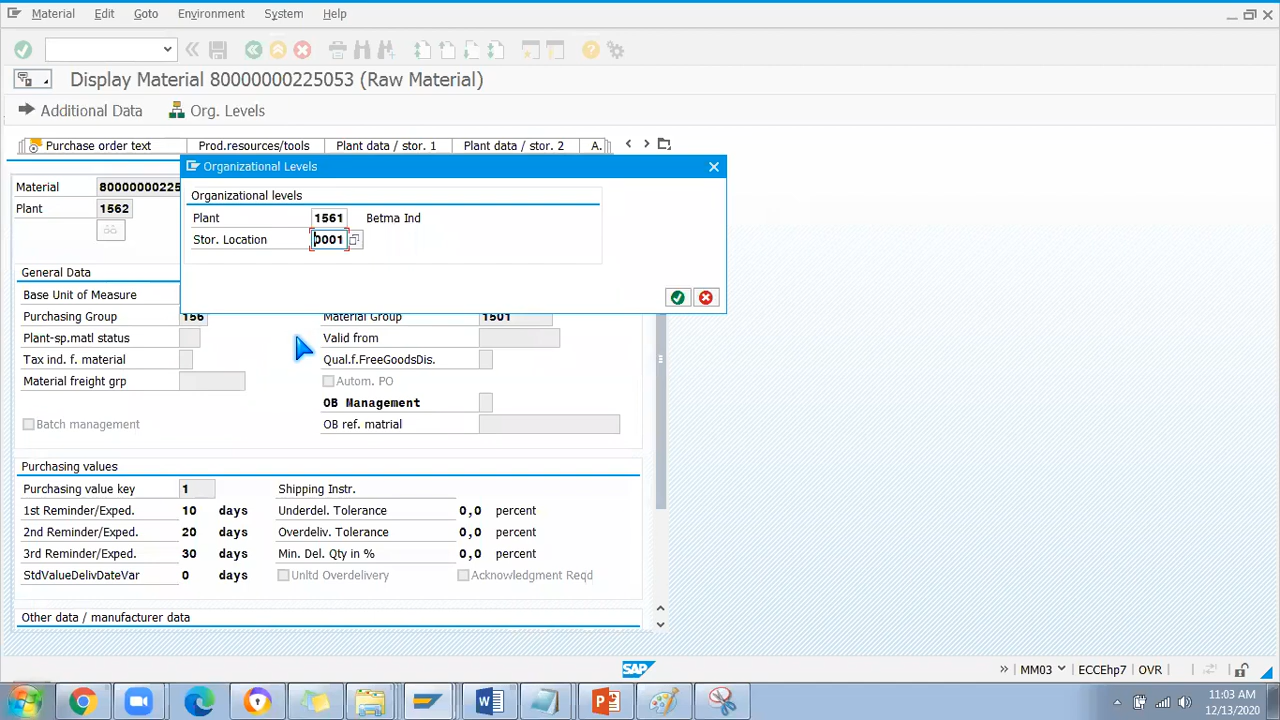 Material Edit Goto Environment System Help
Display Material 80000000225053 (Raw Material)
Additional Data Org. Levels
Purchase order text Prod.resources/tools Plant data / stor. 1 Plant data / stor. 2 A.
Organizational Levels
Material 80000000225
Organizational levels
Plant 1562
Plant 1561 Betma Ind
Stor. Location 0001
General Data
Base Unit of Measure
Purchasing Group 156 Material Group 1501
Plant-sp.matl status Valid from
Tax ind. f. material Qual.f.FreeGoodsDis.
Material freight grp Autom. PO
OB Management
Batch management OB ref. matrial
Purchasing values
Purchasing value key 1 Shipping Instr.
1st Reminder/Exped. 10 days Underdel. Tolerance 0,0 percent
2nd Reminder/Exped. 20 days Overdeliv. Tolerance 0,0 percent
3rd Reminder/Exped. 30 days Min. Del. Qty in % 0,0 percent
StdValueDelivDateVar 0 days Unltd Overdelivery Acknowledgment Reqd
Other data / manufacturer data
SAP
MM03 ECCEhp7 OVR
11:03 AM
12/13/2020